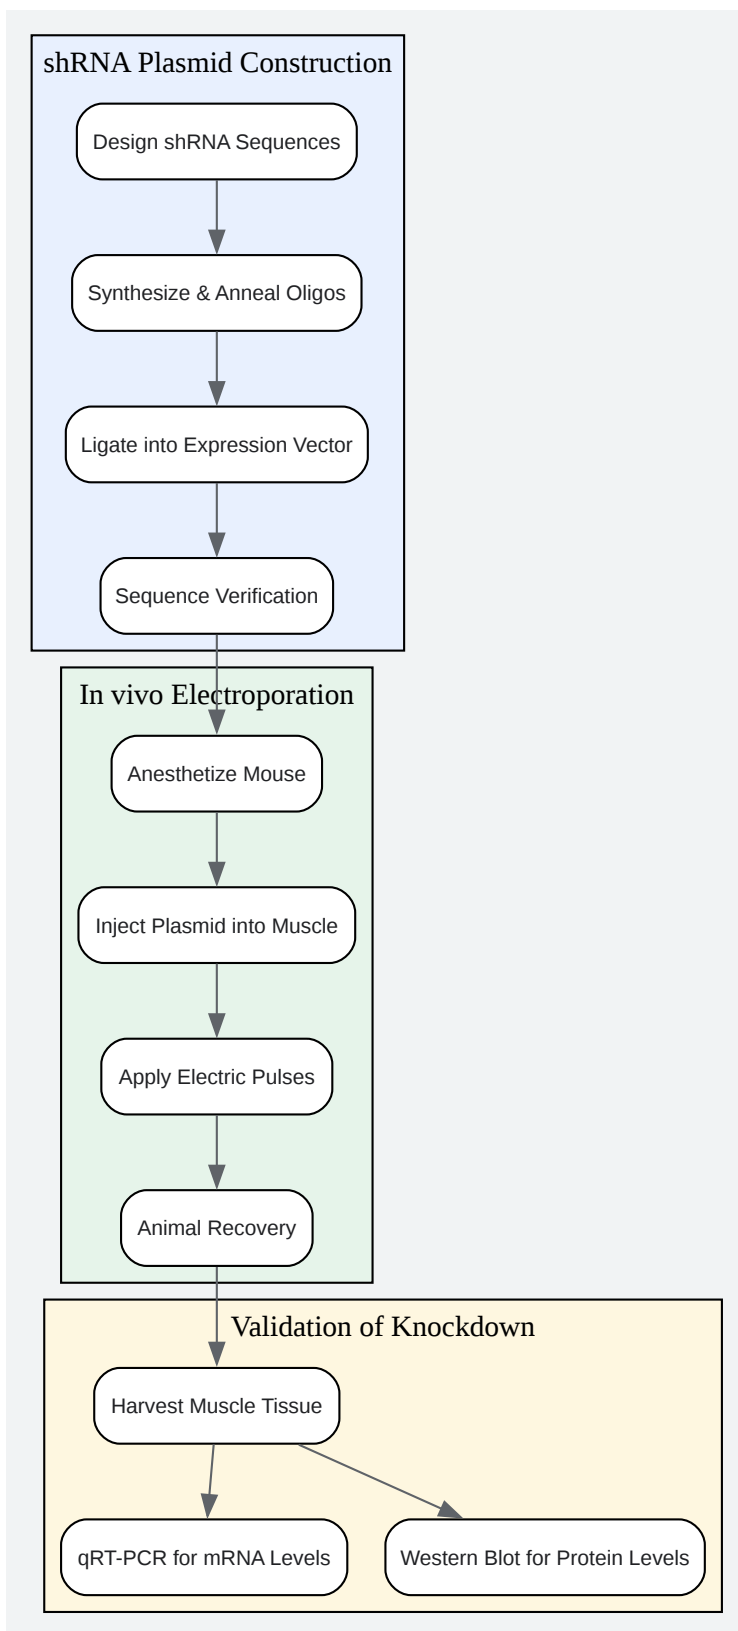 shRNA Plasmid Construction
Design shRNA Sequences
Synthesize & Anneal Oligos
Ligate into Expression Vector
Sequence Verification
In vivo Electroporation
Anesthetize Mouse
Inject Plasmid into Muscle
Apply Electric Pulses
Animal Recovery
Validation of Knockdown
Harvest Muscle Tissue
qRT-PCR for mRNA Levels
Western Blot for Protein Levels